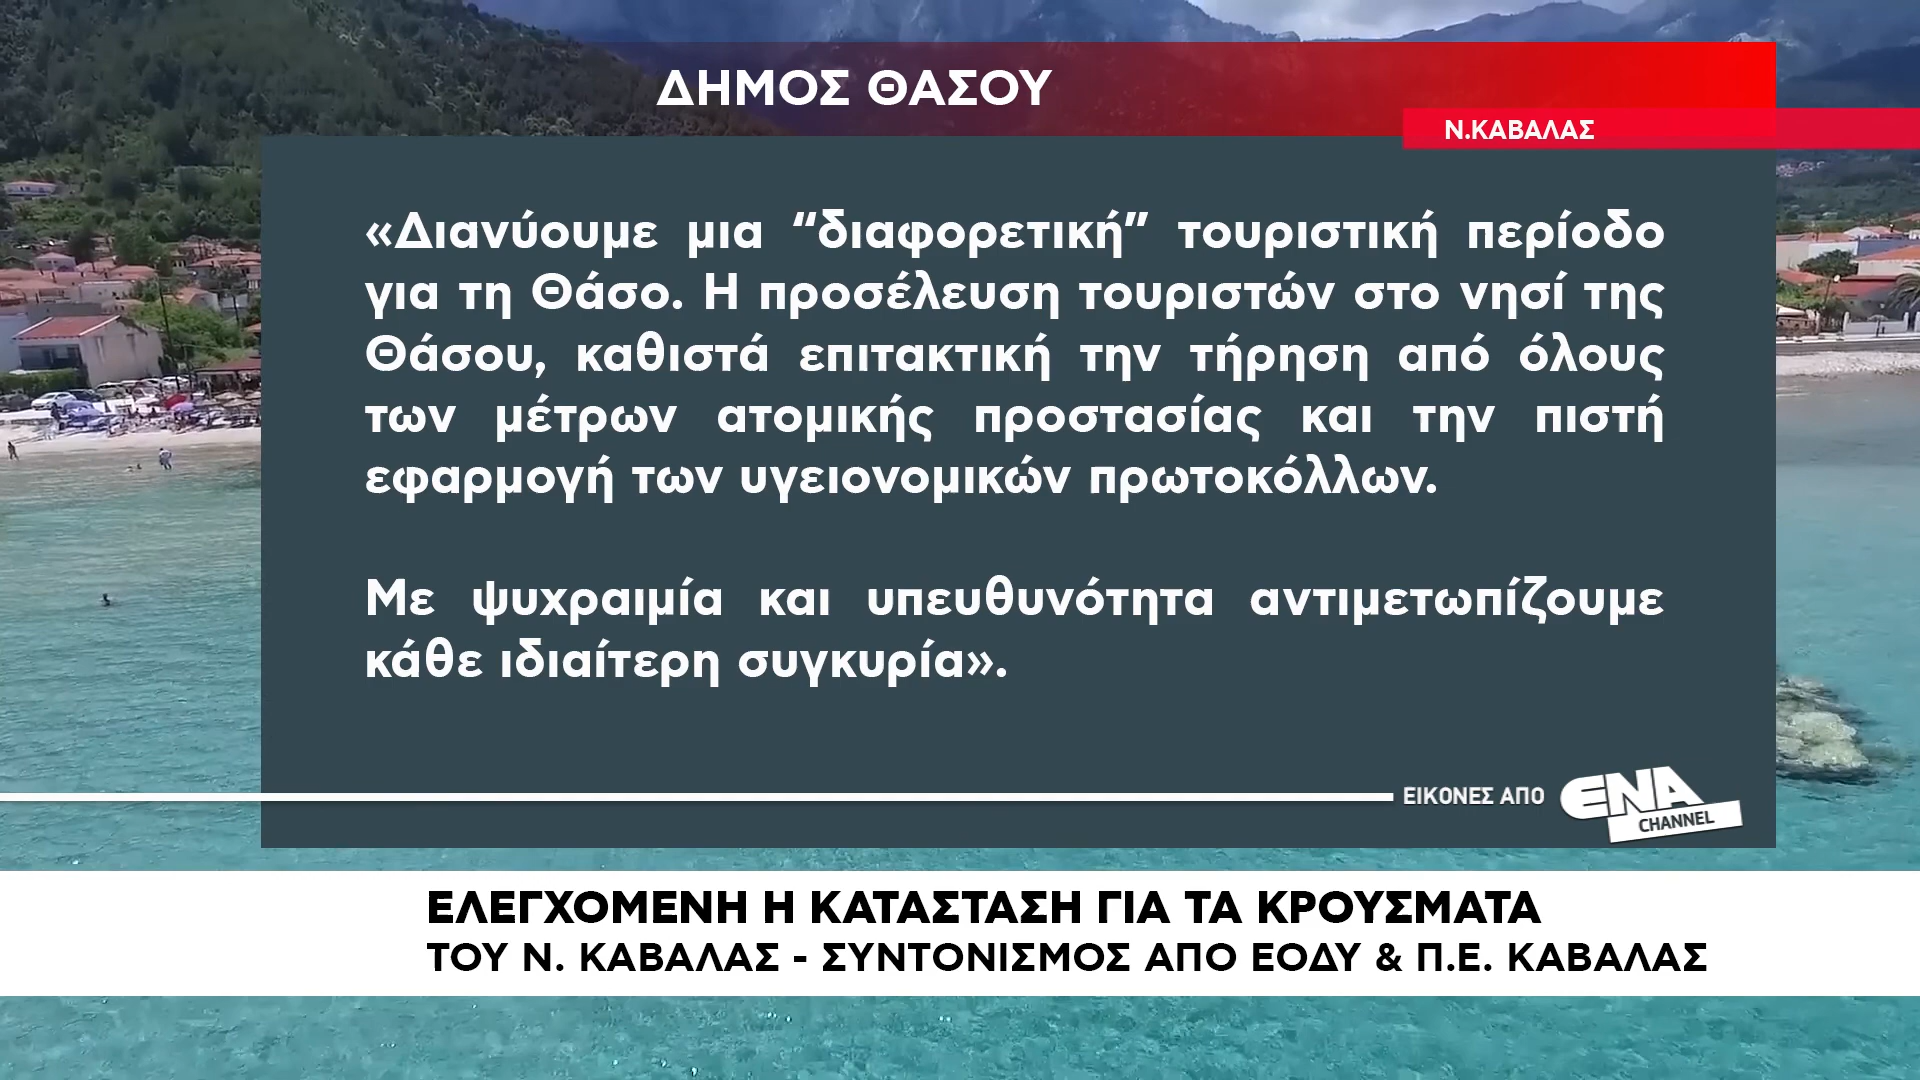 ΔΗΜΟΣ ΘΑΣΟΥ
Ν.ΚΑΒΑΛΑΣ
«Διανύουμε μια “διαφορετική” τουριστική περίοδο
για τη Θάσο. Η προσέλευση τουριστών στο νησί της
Θάσου, καθιστά επιτακτική την τήρηση από όλους
των μέτρων ατομικής προστασίας και την πιστή
εφαρμογή των υγειονομικών πρωτοκόλλων.
Με ψυχραιμία και υπευθυνότητα αντιμετωπίζουμε
κάθε ιδιαίτερη συγκυρία».
ΕΙΚΟΝΕΣ ΑΠΟ
ENA
CHANNEL
ΕΛΕΓΧΟΜΕΝΗ Η ΚΑΤΑΣΤΑΣΗ ΓΙΑ ΤΑ ΚΡΟΥΣΜΑΤΑ
ΤΟΥ Ν. ΚΑΒΑΛΑΣ - ΣΥΝΤΟΝΙΣΜΟΣ ΑΠΟ ΕΟΔΥ & Π.Ε. ΚΑΒΑΛΑΣ